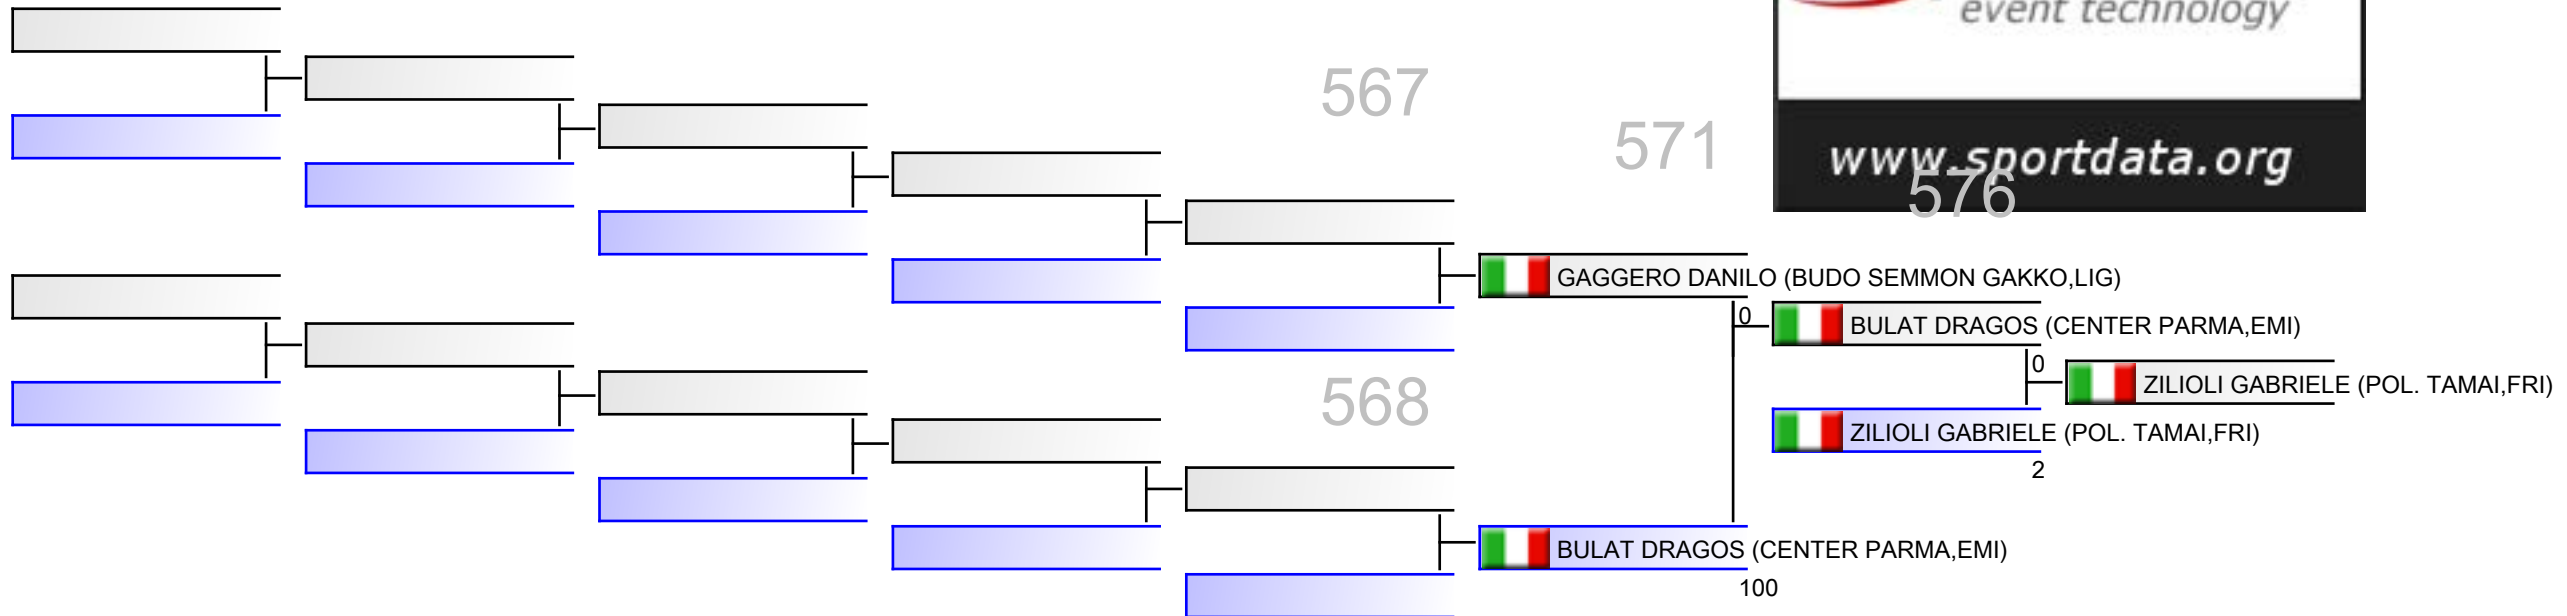 event technology
567
571
www.sportdata.org
576
GAGGERO DANILO (BUDO SEMMON GAKKO,LIG)
0
BULAT DRAGOS (CENTER PARMA,EMI)
0
ZILIOLI GABRIELE (POL. TAMAI,FRI)
568
ZILIOLI GABRIELE (POL. TAMAI,FRI)
2
BULAT DRAGOS (CENTER PARMA,EMI)
100